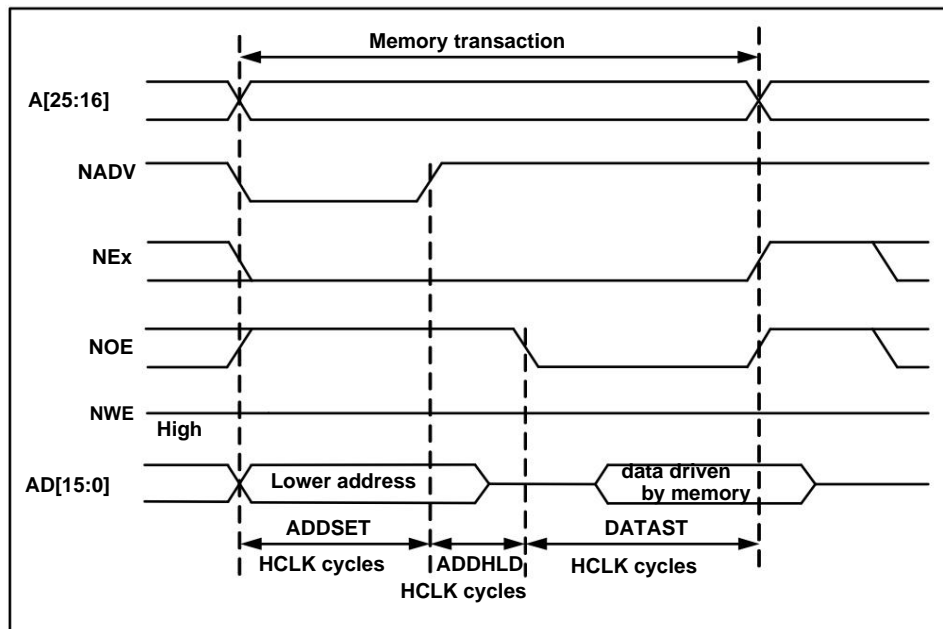 Memory transaction
A[25:16]
NADV
NEx
NOE
NWE
High
AD[15:0]
Lower address
data driven
by memory
ADDSET
DATAST
HCLK cycles
ADDHLD
HCLK cycles
HCLK cycles